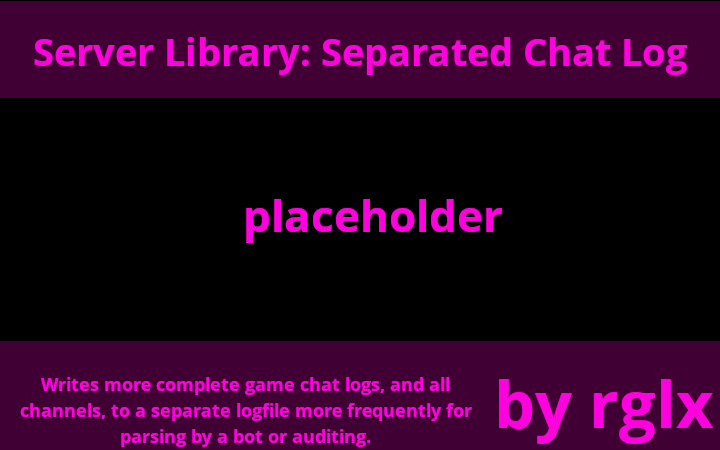 Server Library: Separated Chat Log
placeholder
Writes more complete game chat logs, and all
channels, to a separate logfile more frequently for
parsing by a bot or auditing.
by rglx